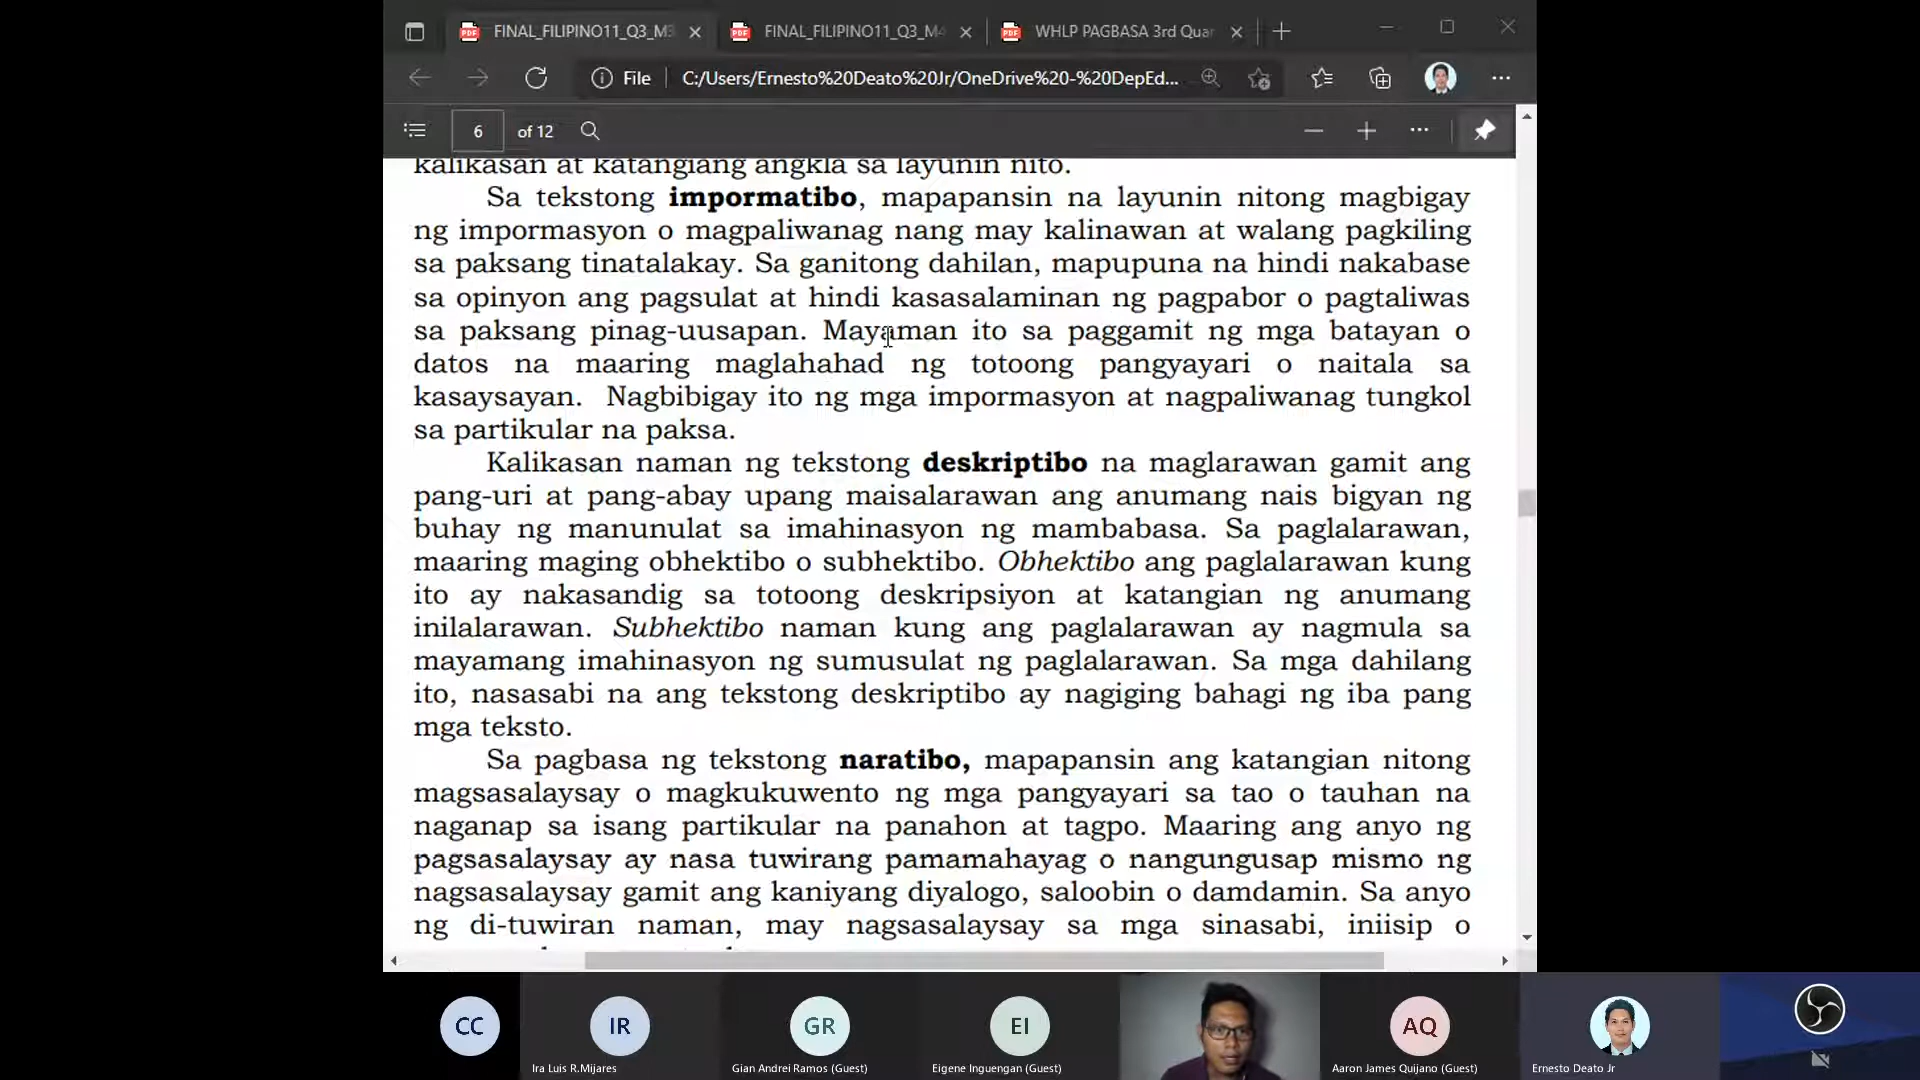 FINAL_FILIPINO11_Q3_M3
FINAL_FILIPINO11_Q3_M4
WHLP PAGBASA 3rd Quar
File
C:/Users/Ernesto%20Deato%20Jr/OneDrive%20-%20DepEd...
6 of 12
kalikasan at katangiang angkla sa layunin nito.
Sa tekstong impormatibo, mapapansin na layunin nitong magbigay
ng impormasyon o magpaliwanag nang may kalinawan at walang pagkiling
sa paksang tinatalakay. Sa ganitong dahilan, mapupuna na hindi nakabase
sa opinyon ang pagsulat at hindi kasasalaminan ng pagpabor o pagtaliwas
sa paksang pinag-uusapan. Mayaman ito sa paggamit ng mga batayan o
datos na maaring maglahahad ng totoong pangyayari o naitala sa
kasaysayan. Nagbibigay ito ng mga impormasyon at nagpaliwanag tungkol
sa partikular na paksa.
Kalikasan naman ng tekstong deskriptibo na maglarawan gamit ang
pang-uri at pang-abay upang maisalarawan ang anumang nais bigyan ng
buhay ng manunulat sa imahinasyon ng mambabasa. Sa paglalarawan,
maaring maging obhektibo o subhektibo. Obhektibo ang paglalarawan kung
ito ay nakasandig sa totoong deskripsiyon at katangian ng anumang
inilalarawan. Subhektibo naman kung ang paglalarawan ay nagmula sa
mayamang imahinasyon ng sumusulat ng paglalarawan. Sa mga dahilang
ito, nasasabi na ang tekstong deskriptibo ay nagiging bahagi ng iba pang
mga teksto.
Sa pagbasa ng tekstong naratibo, mapapansin ang katangian nitong
magsasalaysay o magkukuwento ng mga pangyayari sa tao o tauhan na
naganap sa isang partikular na panahon at tagpo. Maaring ang anyo ng
pagsasalaysay ay nasa tuwirang pamamahayag o nangungusap mismo ng
nagsasalaysay gamit ang kaniyang diyalogo, saloobin o damdamin. Sa anyo
ng di-tuwiran naman, may nagsasalaysay sa mga sinasabi, iniisip o
CC
IR
GR
EI
AQ
Ira Luis R.Mijares
Gian Andrei Ramos (Guest)
Eigene Inguengan (Guest)
Aaron James Quijano (Guest)
Ernesto Deato Jr